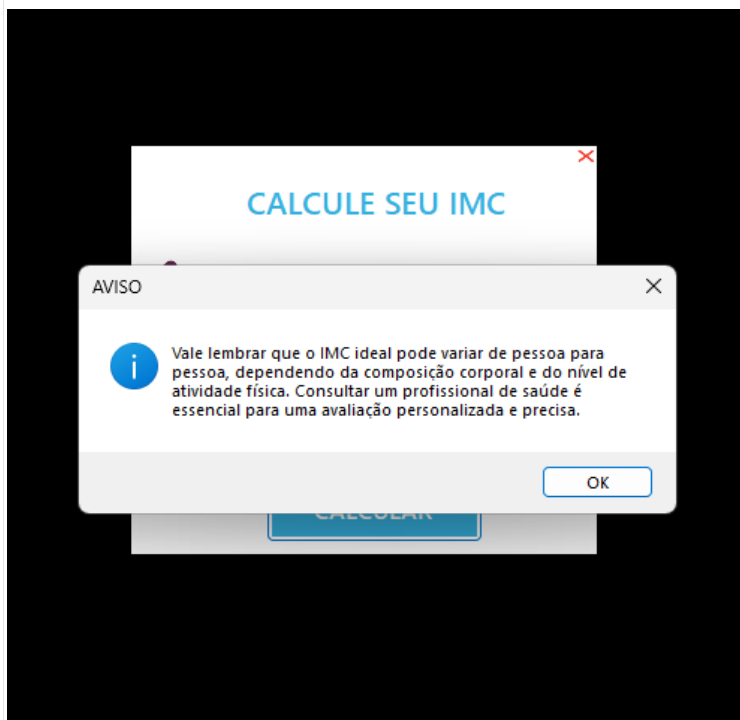 CALCULE SEU IMC
AVISO
Vale lembrar que o IMC ideal pode variar de pessoa para
pessoa, dependendo da composição corporal e do nível de
atividade física. Consultar um profissional de saúde é
essencial para uma avaliação personalizada e precisa.
OK
CALCULAR